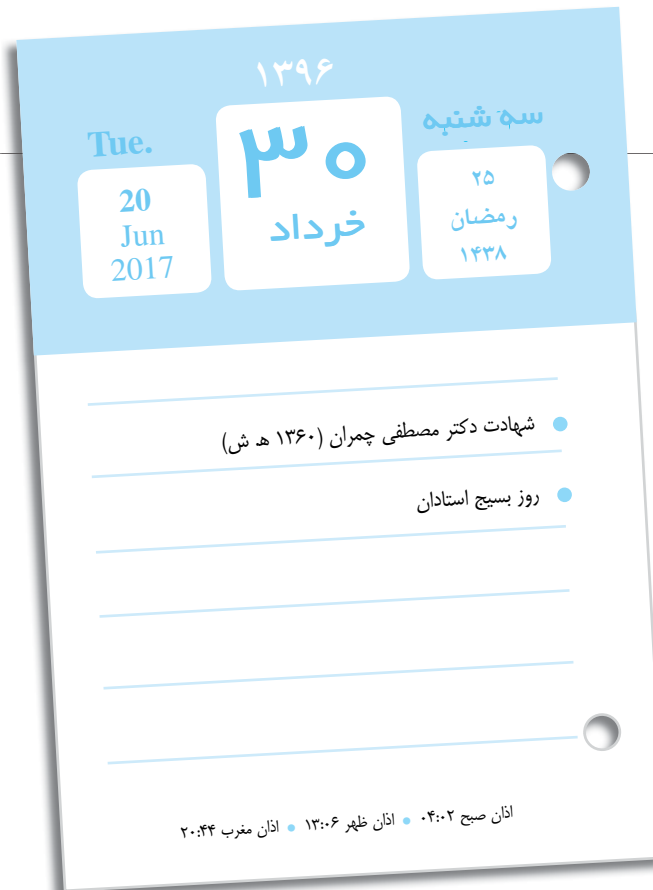 ۱۳۹۶
سه شنبه
۲۵
رمضان
۱۴۳۸
۳۰
خرداد
Tue.
20
Jun
2017
شهادت دکتر مصطفی چمران (۱۳۶۰ ه ش)
روز بسیج استادان
اذان صبح ۰۴:۰۲ • اذان ظهر ۱۳:۰۶ • اذان مغرب ۲۰:۴۴